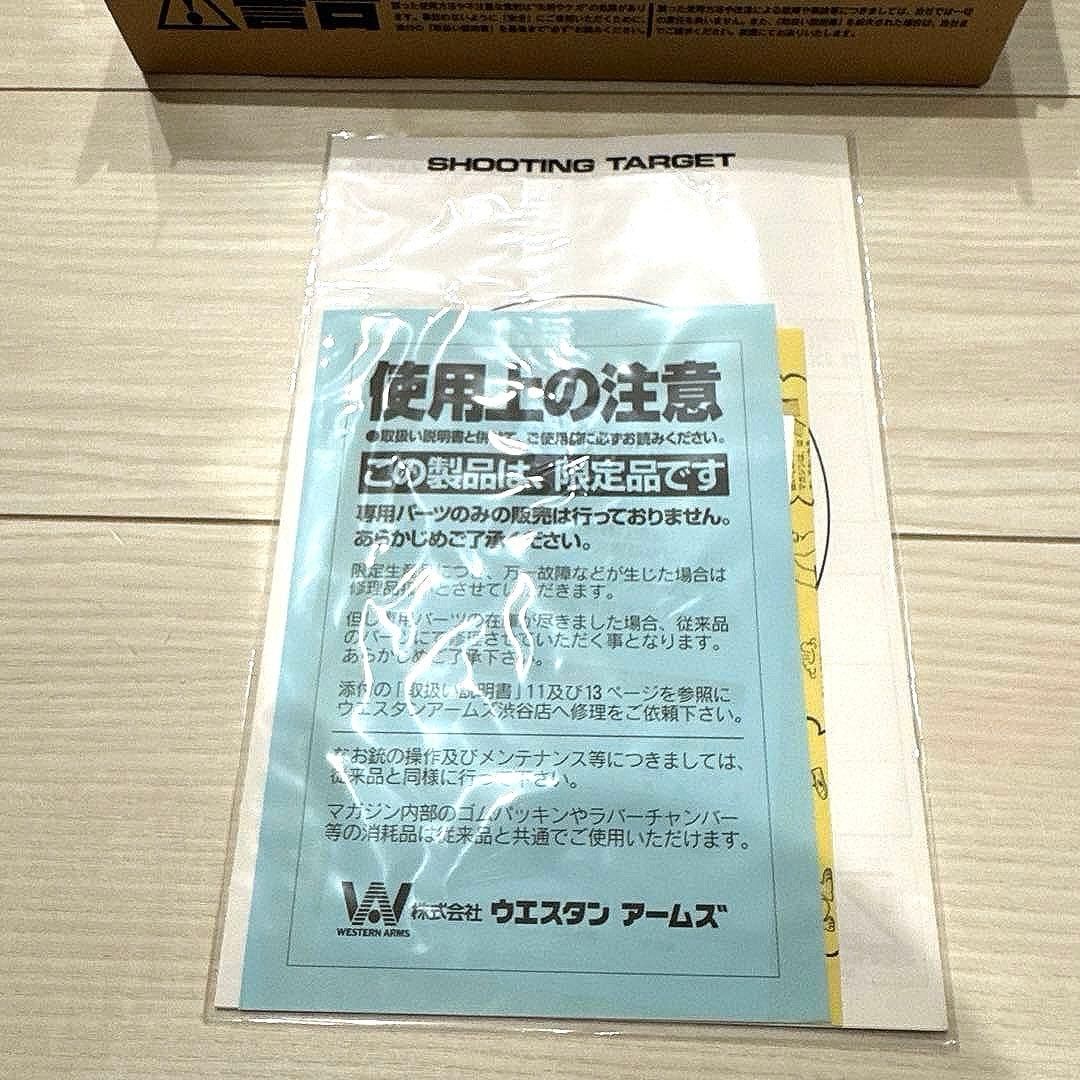 警告
SHOOTING TARGET
使用上の注意
●取扱い説明書と併せて、ご使用前に必ずお読みください。
この製品は、限定品です
専用パーツのみの販売は行っておりません。
あらかじめご了承ください。
限定生産品につき、万一故障などが生じた場合は
修理品扱いとさせていただきます。
但し専用パーツの在庫が尽きました場合、従来品
のパーツにて修理させていただく事となります。
あらかじめご了承下さい。
添付の「取扱い説明書」11及び13ページを参照に
ウエスタンアームズ渋谷店へ修理をご依頼下さい。
なお銃の操作及びメンテナンス等につきましては、
従来品と同様に行って下さい。
マガジン内部のゴムパッキンやラバーチャンバー
等の消耗品は従来品と共通でご使用いただけます。
WESTERN ARMS
株式会社 ウエスタン アームズ